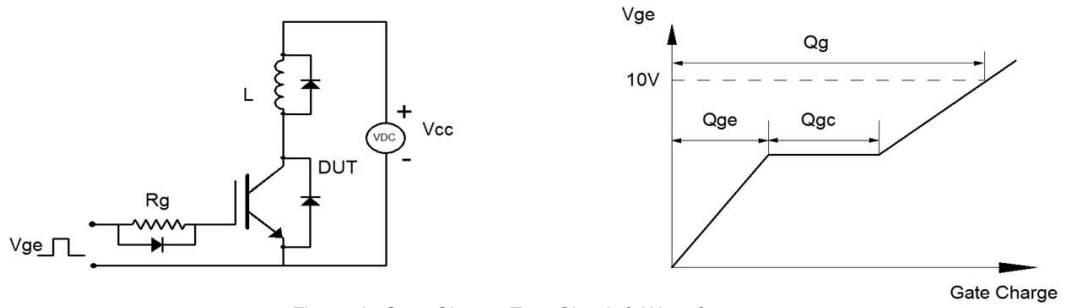 L
VDC
+
-
Vcc
DUT
Rg
Vge
Vge
10V
Qg
Qge
Qgc
Gate Charge